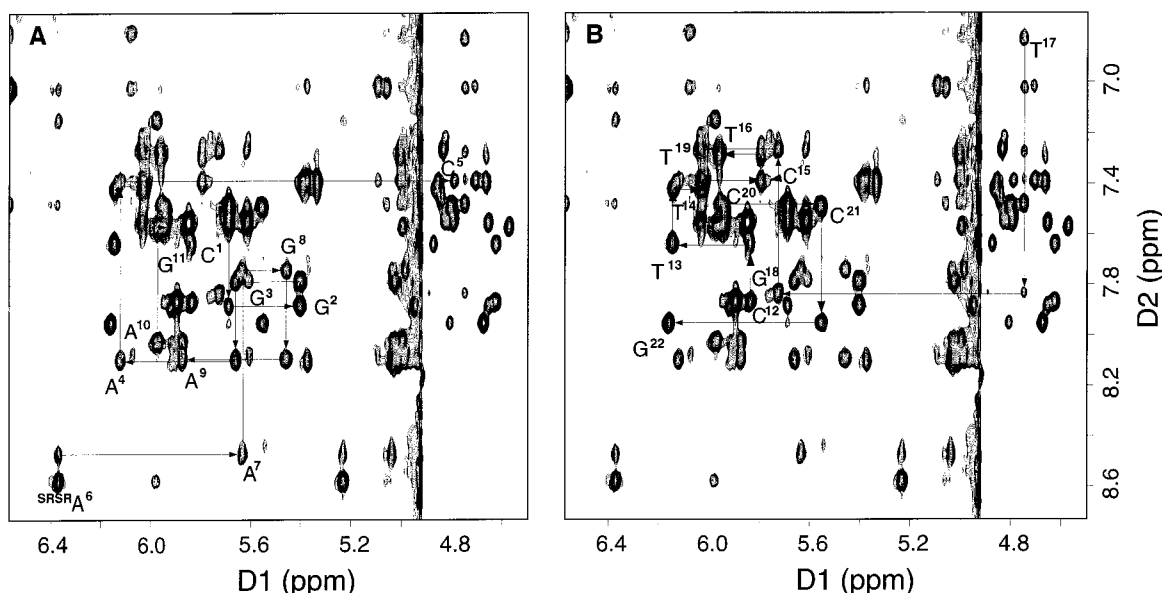 A
B
T¹⁷
T¹⁶
T¹⁹
C⁵
C¹⁵
C²⁰
T¹⁴
C²¹
G¹¹
C¹
G⁸
T¹³
G¹⁸
G³
G²
C¹²
A¹⁰
G²²
A⁴
A⁹
A⁷
SRSRA⁶
7.0
7.4
7.8
8.2
8.6
D2 (ppm)
6.4 6.0 5.6 5.2 4.8
6.4 6.0 5.6 5.2 4.8
D1 (ppm)
D1 (ppm)